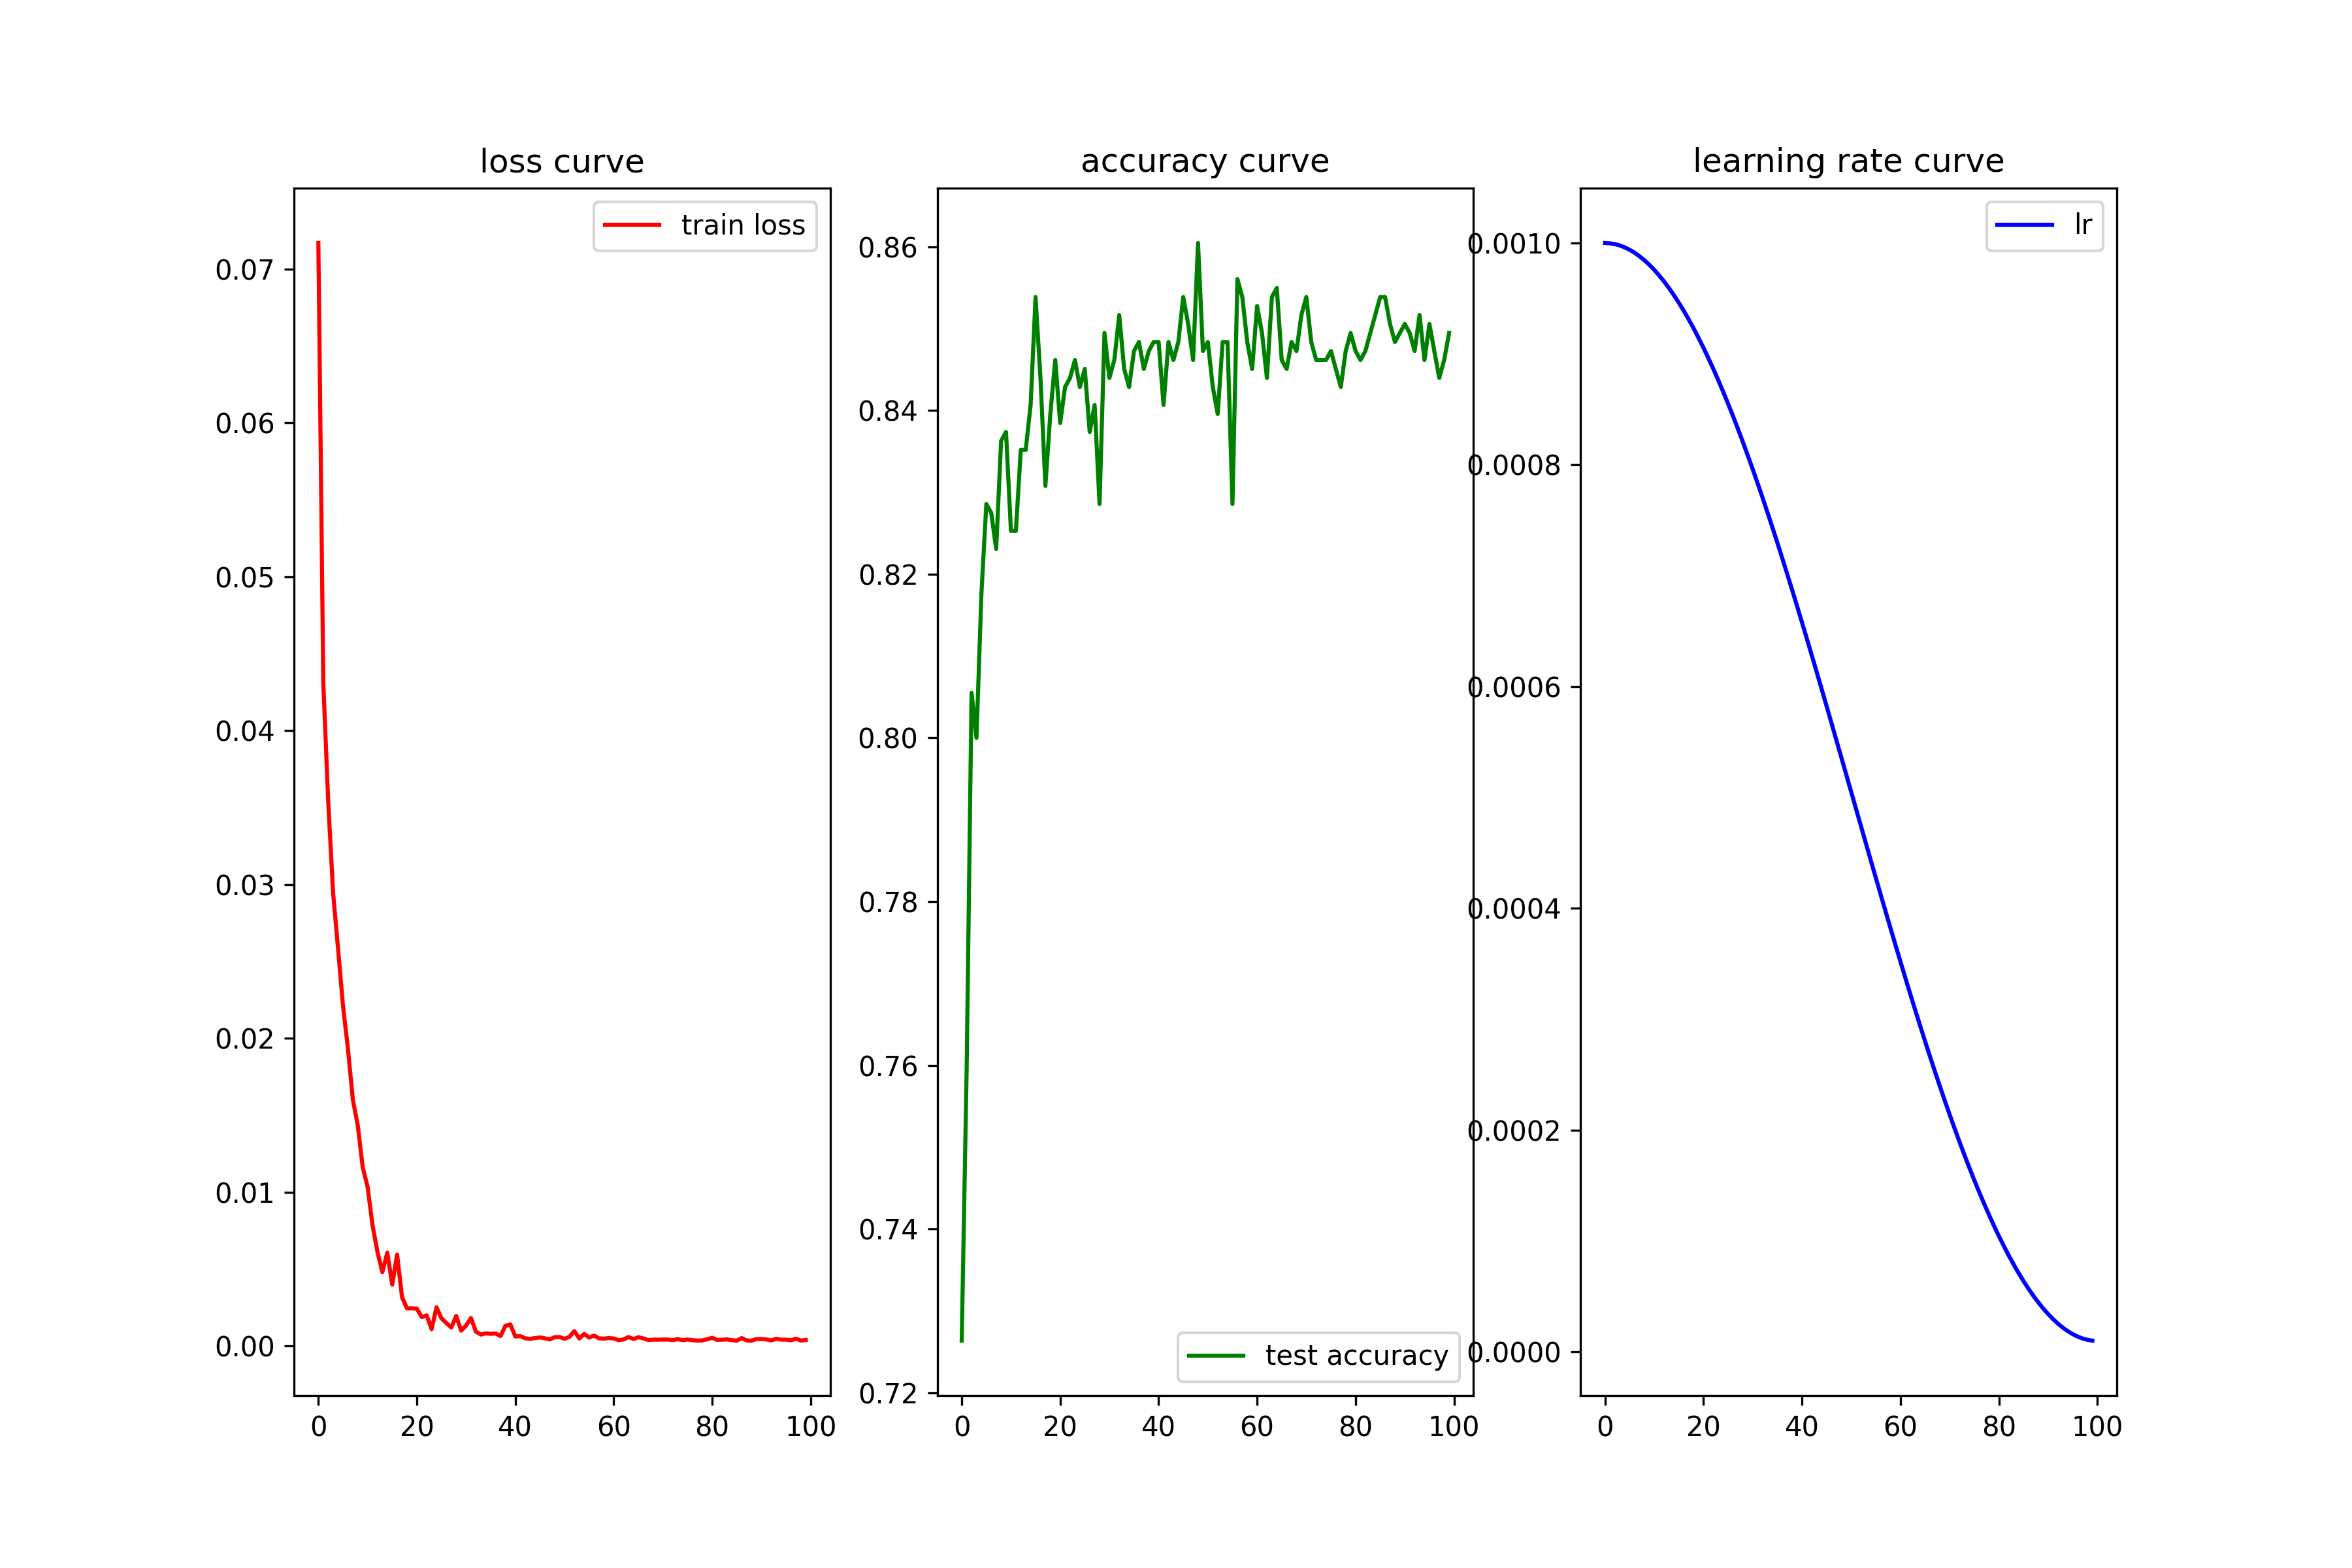 loss curve
train loss
0.07
0.06
0.05
0.04
0.03
0.02
0.01
0.00
0 20 40 60 80 100
accuracy curve
0.86
0.84
0.82
0.80
0.78
0.76
0.74
0.72
test accuracy
0 20 40 60 80 100
learning rate curve
lr
0.0010
0.0008
0.0006
0.0004
0.0002
0.0000
0 20 40 60 80 100